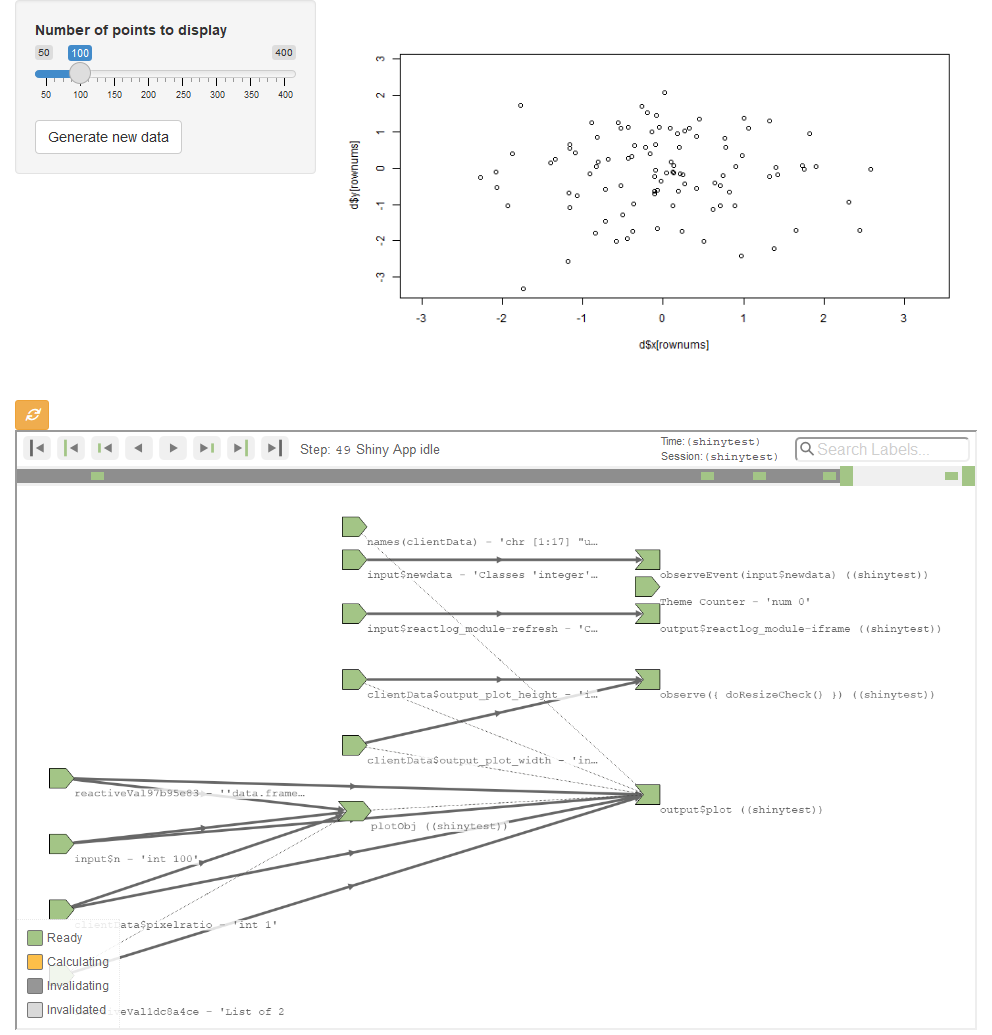 Number of points to display
50 100 400
50 100 150 200 250 300 350 400
Generate new data
3
2
1
0
-1
-2
-3
d$y[rownums]
-3 -2 -1 0 1 2 3
d$x[rownums]
Step: 49 Shiny App idle
Time: (shinytest)
Session: (shinytest)
Search Labels...
names(clientData) - 'chr [1:17] "u…
input$newdata - 'Classes 'integer'…
observeEvent(input$newdata) ((shinytest))
Theme Counter - 'num 0'
input$reactlog_module-refresh - 'C…
output$reactlog_module-iframe ((shinytest))
clientData$output_plot_height - 'i…
observe({ doResizeCheck() }) ((shinytest))
clientData$output_plot_width - 'in…
reactiveVal97b95e83 - ''data.frame…
output$plot ((shinytest))
plotObj ((shinytest))
input$n - 'int 100'
clientData$pixelratio - 'int 1'
Ready
Calculating
Invalidating
Invalidated
veVal1dc8a4ce - 'List of 2